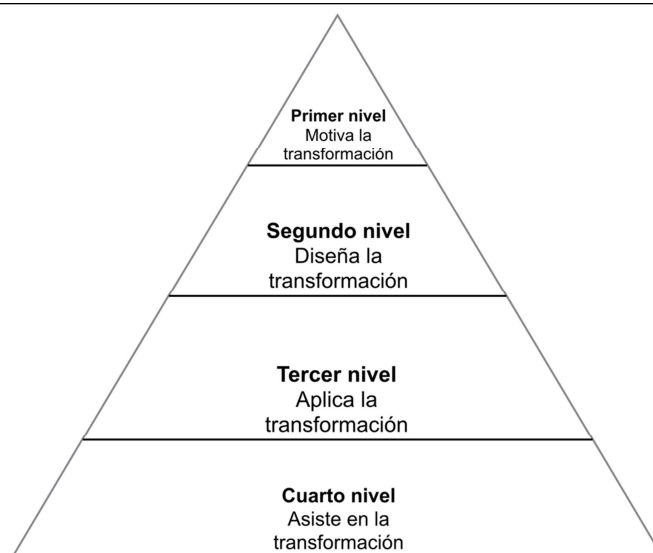 Primer nivel
Motiva la
transformación
Segundo nivel
Diseña la
transformación
Tercer nivel
Aplica la
transformación
Cuarto nivel
Asiste en la
transformación